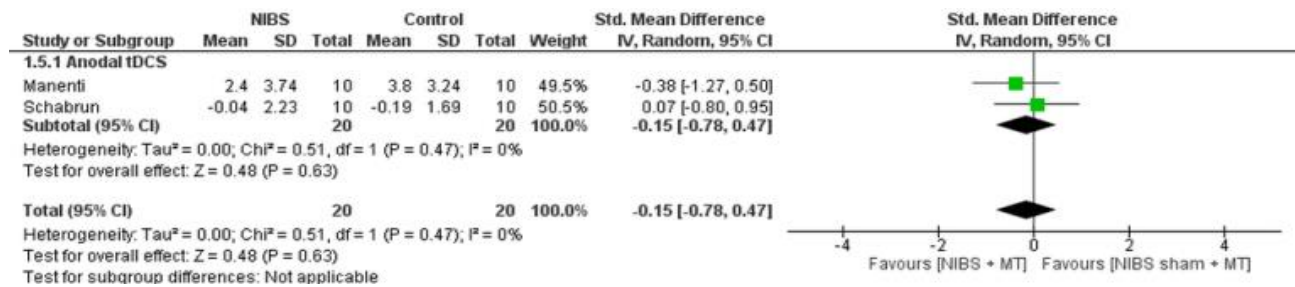 NIBS Control Std. Mean Difference Std. Mean Difference
Study or Subgroup Mean SD Total Mean SD Total Weight IV, Random, 95% CI IV, Random, 95% CI
1.5.1 Anodal tDCS
Manenti 2.4 3.74 10 3.8 3.24 10 49.5% -0.38 [-1.27, 0.50]
Schabrun -0.04 2.23 10 -0.19 1.69 10 50.5% 0.07 [-0.80, 0.95]
Subtotal (95% CI) 20 20 100.0% -0.15 [-0.78, 0.47]
Heterogeneity: Tau² = 0.00; Chi² = 0.51, df = 1 (P = 0.47); I² = 0%
Test for overall effect: Z = 0.48 (P = 0.63)
Total (95% CI) 20 20 100.0% -0.15 [-0.78, 0.47]
Heterogeneity: Tau² = 0.00; Chi² = 0.51, df = 1 (P = 0.47); I² = 0%
Test for overall effect: Z = 0.48 (P = 0.63)
Test for subgroup differences: Not applicable
-4 -2 0 2 4
Favours [NIBS + MT] Favours [NIBS sham + MT]